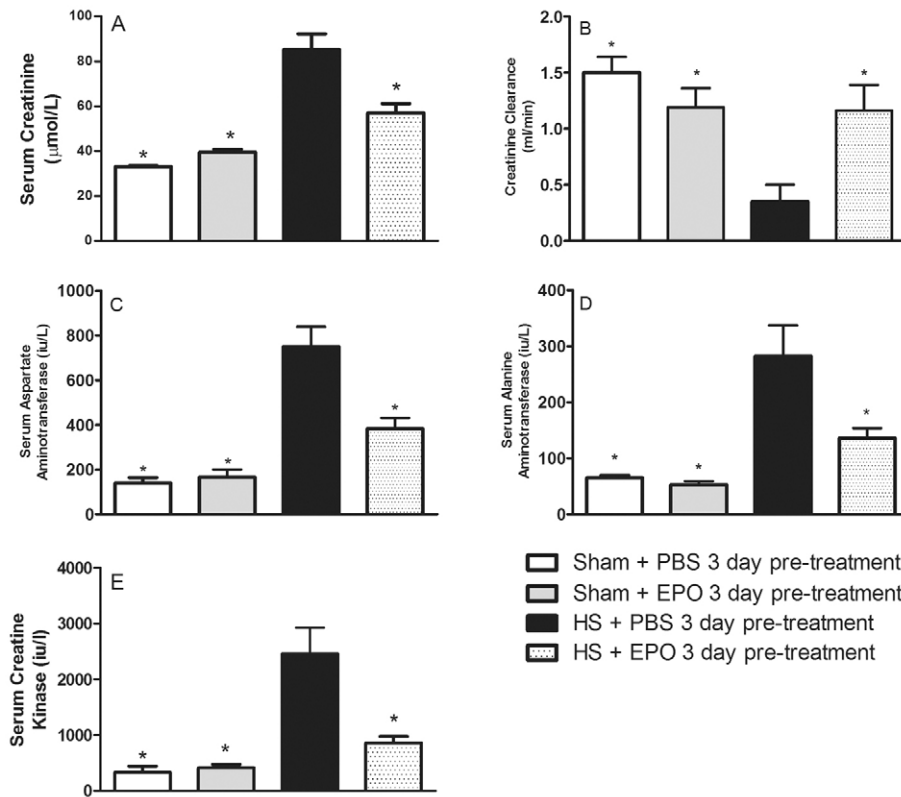 A
Serum Creatinine
(μmol/L)
100
80
60
40
20
0
*
*
*
B
Creatinine Clearance
(ml/min)
2.0
1.5
1.0
0.5
0.0
*
*
*
C
Serum Aspartate
Aminotransferase (iu/L)
1000
800
600
400
200
0
*
*
*
D
Serum Alanine
Aminotransferase (iu/L)
400
300
200
100
0
*
*
*
E
Serum Creatine
Kinase (iu/l)
4000
3000
2000
1000
0
*
*
*
Sham + PBS 3 day pre-treatment
Sham + EPO 3 day pre-treatment
HS + PBS 3 day pre-treatment
HS + EPO 3 day pre-treatment